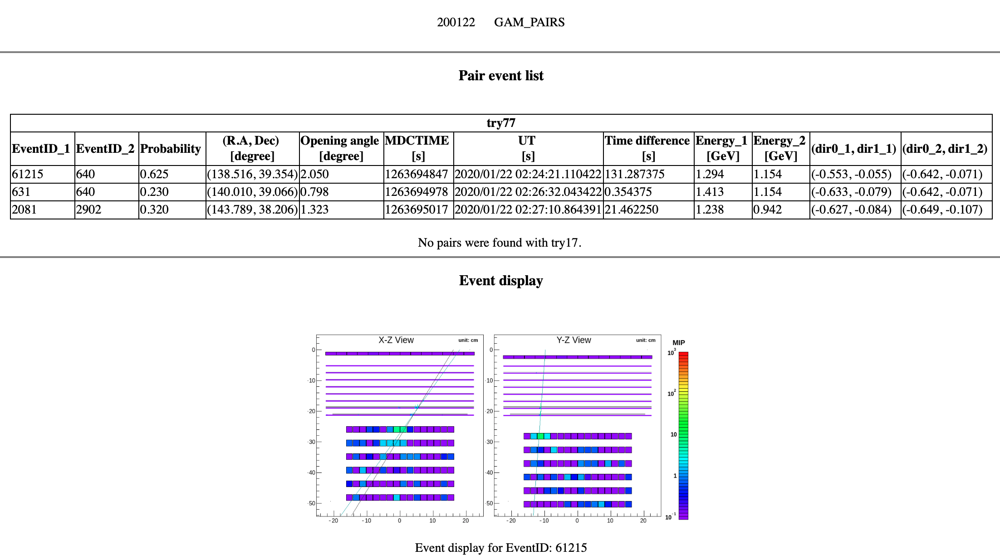 200122 GAM_PAIRS
Pair event list
try77
EventID_1 EventID_2 Probability (R.A, Dec) [degree] Opening angle [degree] MDCTIME [s] UT [s] Time difference [s] Energy_1 [GeV] Energy_2 [GeV] (dir0_1, dir1_1) (dir0_2, dir1_2)
61215 640 0.625 (138.516, 39.354) 2.050 1263694847 2020/01/22 02:24:21.110422 131.287375 1.294 1.154 (-0.553, -0.055) (-0.642, -0.071)
631 640 0.230 (140.010, 39.066) 0.798 1263694978 2020/01/22 02:26:32.043422 0.354375 1.413 1.154 (-0.633, -0.079) (-0.642, -0.071)
2081 2902 0.320 (143.789, 38.206) 1.323 1263695017 2020/01/22 02:27:10.864391 21.462250 1.238 0.942 (-0.627, -0.084) (-0.649, -0.107)
No pairs were found with try17.
Event display
X-Z View unit: cm
0
-10
-20
-30
-40
-50
-20 -10 0 10 20
Y-Z View unit: cm
0
-10
-20
-30
-40
-50
-20 -10 0 10 20
MIP
10^3
10^2
10
1
10^-1
Event display for EventID: 61215